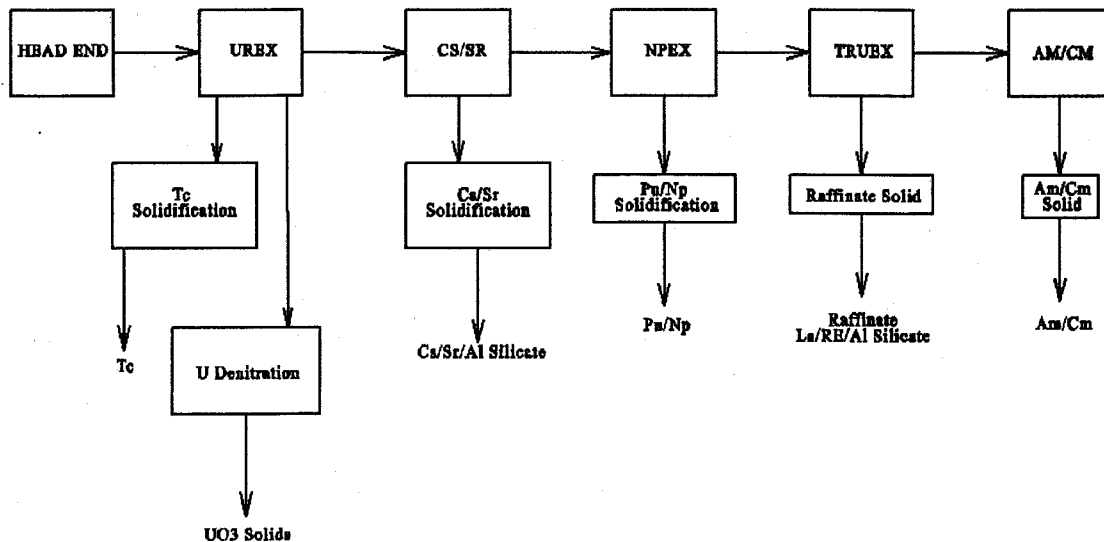 HEAD END
UREX
CS/SR
NPEX
TRUEX
AM/CM
Tc
Solidification
Cs/Sr
Solidification
Pu/Np
Solidification
Raffinate Solid
Am/Cm
Solid
Tc
U Denitration
Cs/Sr/Al Silicate
Pu/Np
Raffinate
La/RE/Al Silicate
Am/Cm
UO3 Solids